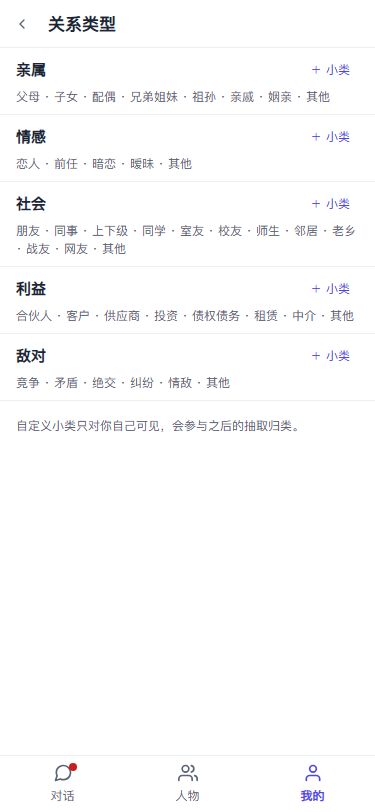 关系类型
亲属
+ 小类
父母 · 子女 · 配偶 · 兄弟姐妹 · 祖孙 · 亲戚 · 姻亲 · 其他
情感
+ 小类
恋人 · 前任 · 暗恋 · 暧昧 · 其他
社会
+ 小类
朋友 · 同事 · 上下级 · 同学 · 室友 · 校友 · 师生 · 邻居 · 老乡
· 战友 · 网友 · 其他
利益
+ 小类
合伙人 · 客户 · 供应商 · 投资 · 债权债务 · 租赁 · 中介 · 其他
敌对
+ 小类
竞争 · 矛盾 · 绝交 · 纠纷 · 情敌 · 其他
自定义小类只对你自己可见，会参与之后的抽取归类。
对话
人物
我的